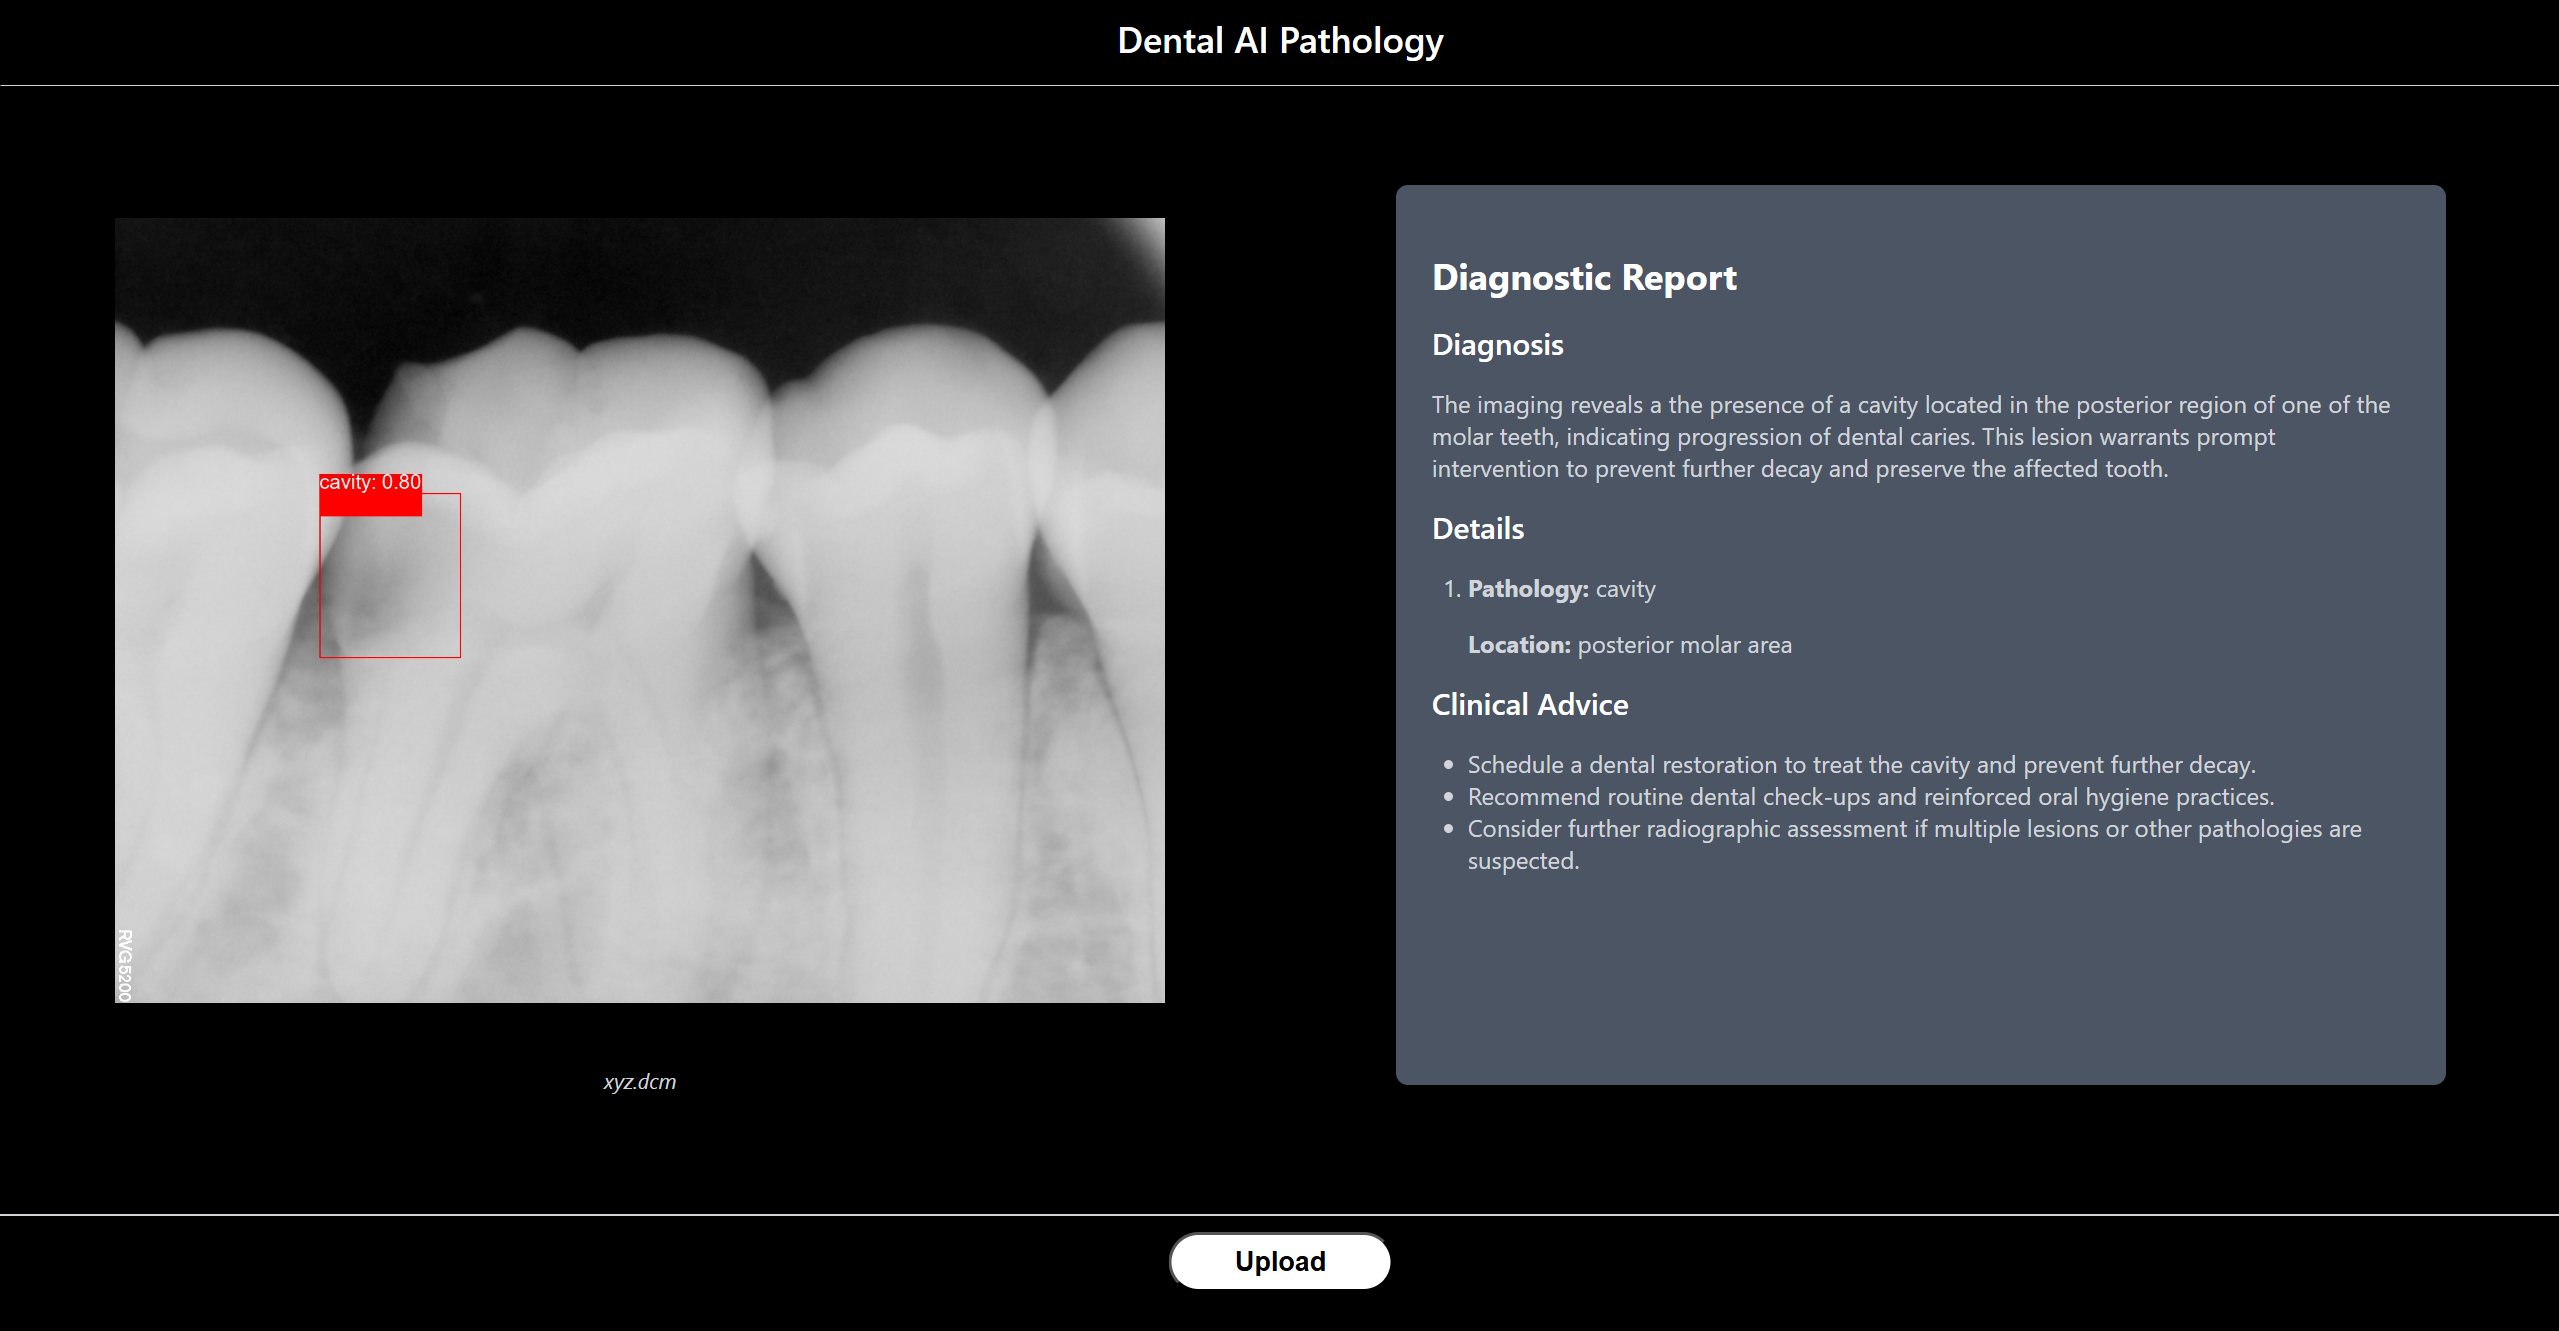 Dental AI Pathology
cavity: 0.80
RVG5200
xyz.dcm
Diagnostic Report
Diagnosis
The imaging reveals a the presence of a cavity located in the posterior region of one of the
molar teeth, indicating progression of dental caries. This lesion warrants prompt
intervention to prevent further decay and preserve the affected tooth.
Details
1. Pathology: cavity
Location: posterior molar area
Clinical Advice
• Schedule a dental restoration to treat the cavity and prevent further decay.
• Recommend routine dental check-ups and reinforced oral hygiene practices.
• Consider further radiographic assessment if multiple lesions or other pathologies are
suspected.
Upload